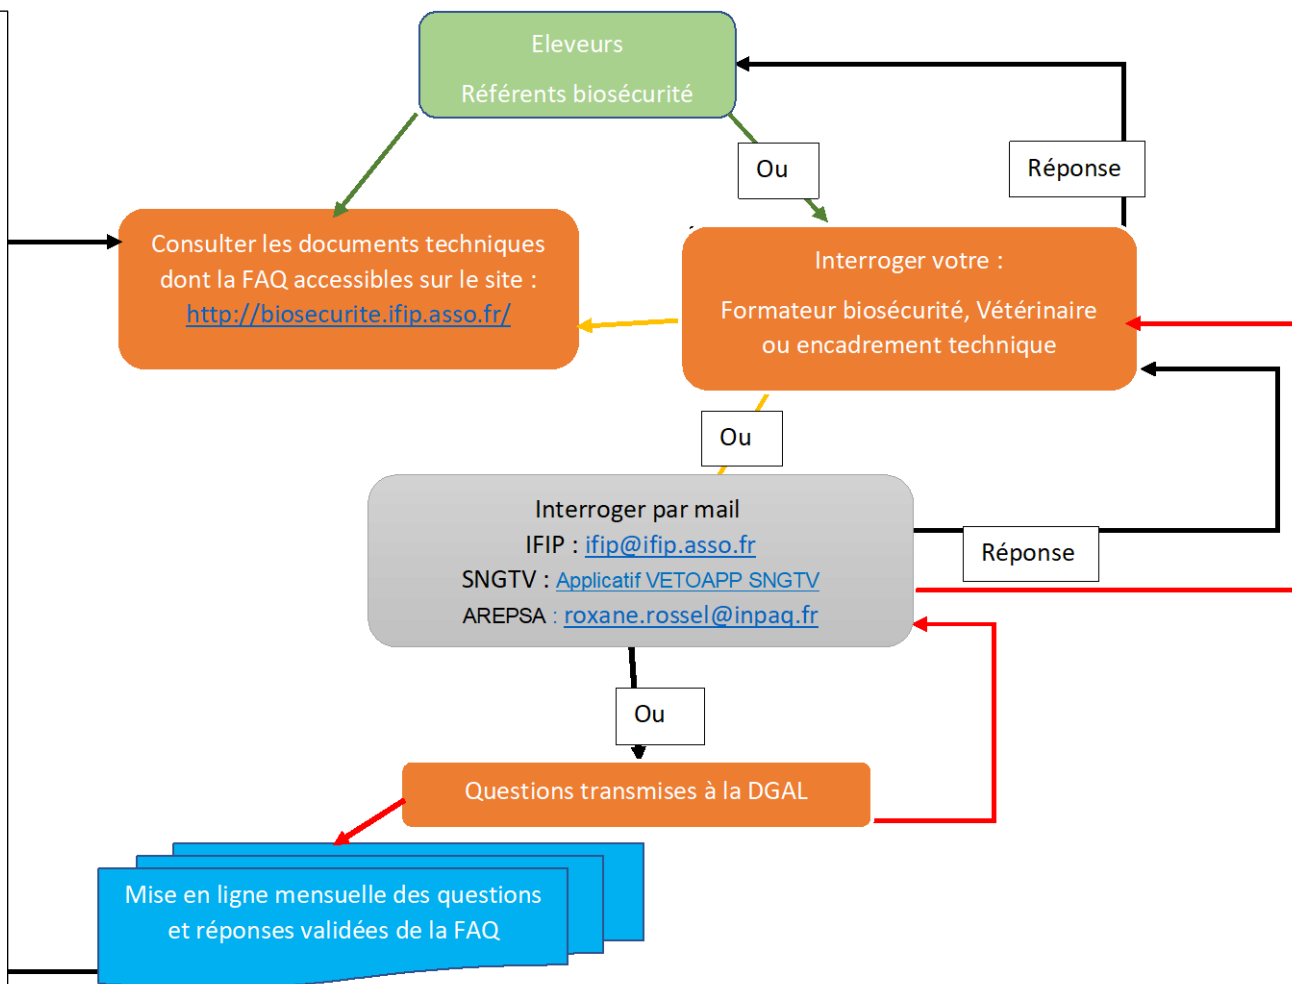 Eleveurs
Référents biosécurité
Ou
Réponse
Consulter les documents techniques
dont la FAQ accessibles sur le site :
http://biosecurite.ifip.asso.fr/
Interroger votre :
Formateur biosécurité, Vétérinaire
ou encadrement technique
Ou
Interroger par mail
IFIP : ifip@ifip.asso.fr
SNGTV : Applicatif VETOAPP SNGTV
AREPSA : roxane.rossel@inpaq.fr
Réponse
Ou
Questions transmises à la DGAL
Mise en ligne mensuelle des questions
et réponses validées de la FAQ